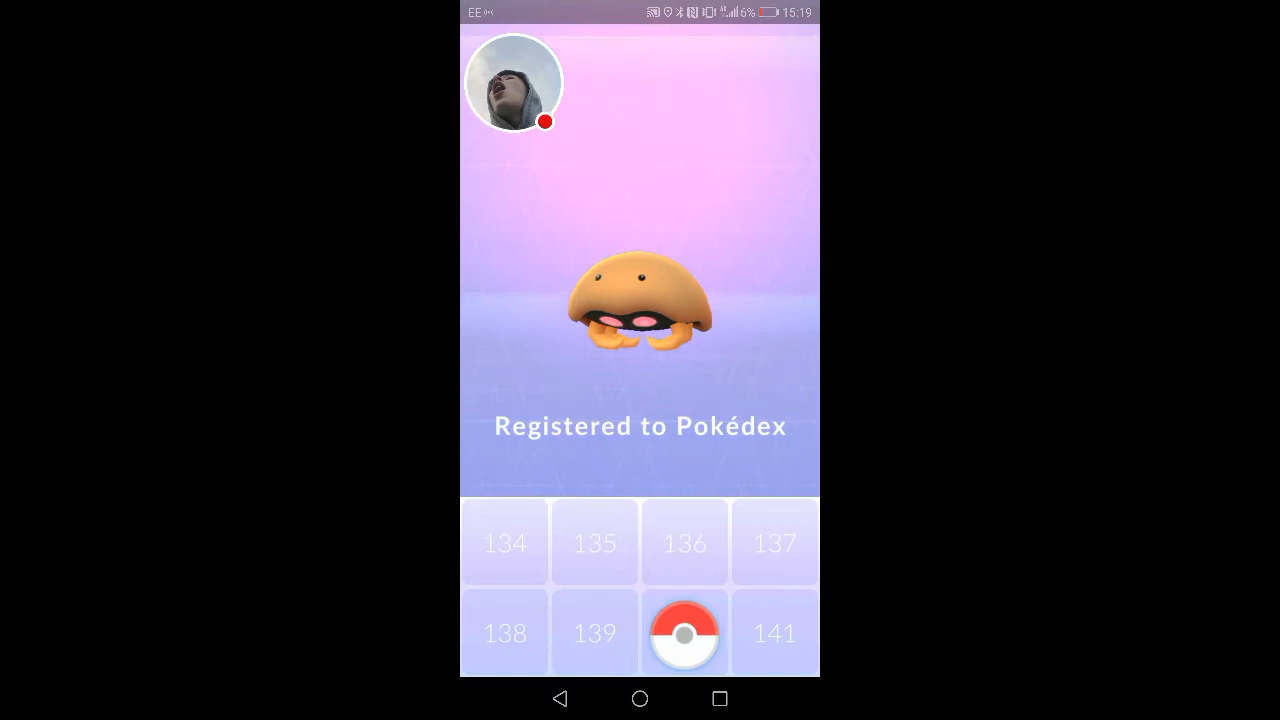 EE 6% 15:19
Registered to Pokédex
134 135 136 137
138 139 141